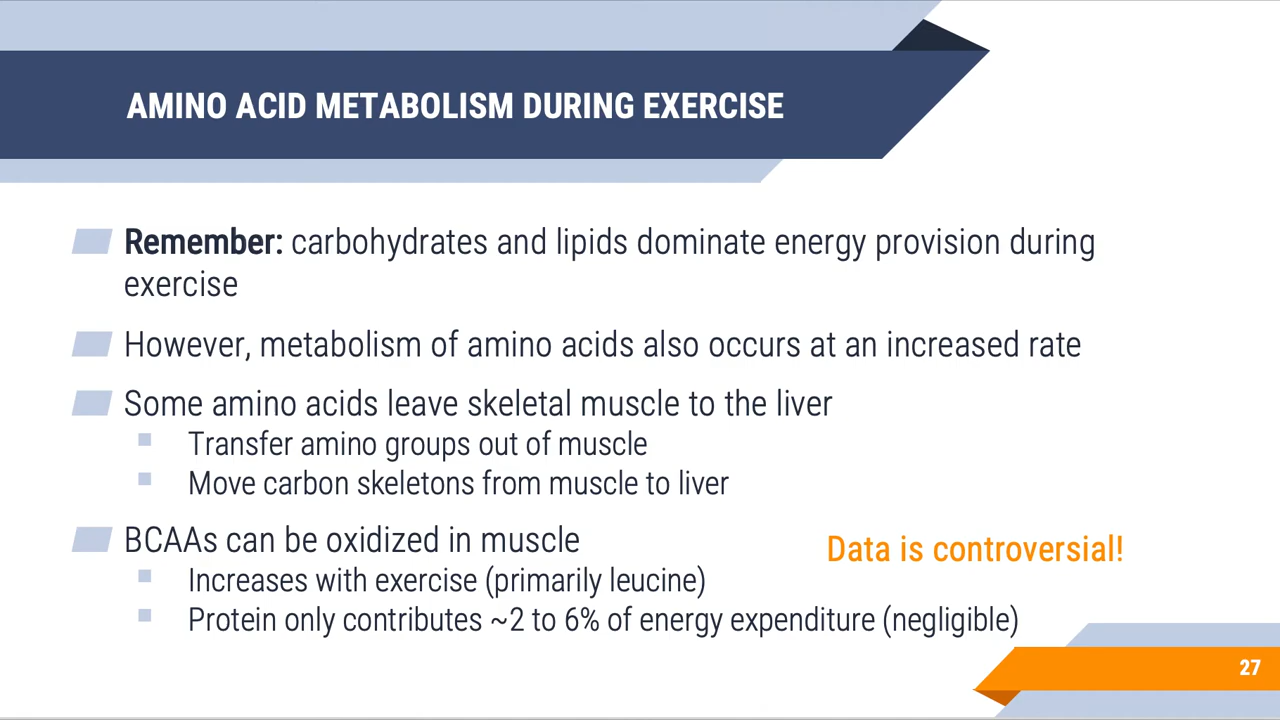 AMINO ACID METABOLISM DURING EXERCISE
Remember: carbohydrates and lipids dominate energy provision during
exercise
However, metabolism of amino acids also occurs at an increased rate
Some amino acids leave skeletal muscle to the liver
Transfer amino groups out of muscle
Move carbon skeletons from muscle to liver
BCAAs can be oxidized in muscle
Data is controversial!
Increases with exercise (primarily leucine)
Protein only contributes ~2 to 6% of energy expenditure (negligible)
27